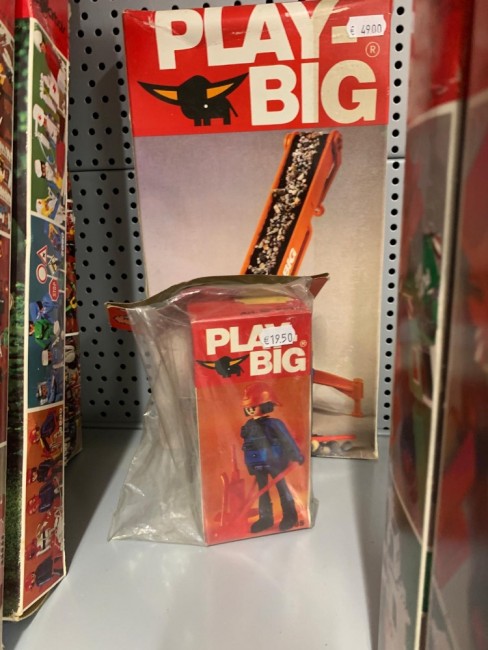 PLAY-
BIG
®
€ 49.00
PLAY-
BIG
®
€19.50